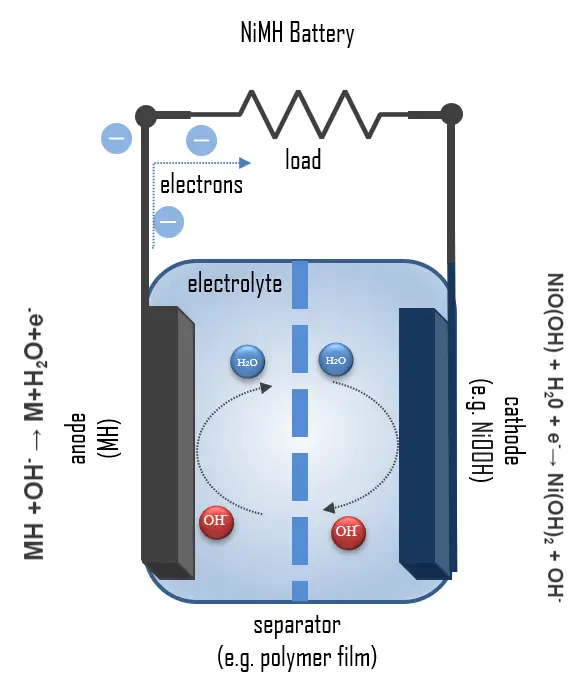 NiMH Battery
load
electrons
electrolyte
H₂O
H₂O
MH +OH⁻ → M+H₂O+e⁻
anode
(MH)
cathode
(e.g. NiOOH)
NiO(OH) + H₂0 + e⁻→ Ni(OH)₂ + OH⁻
OH⁻
OH⁻
separator
(e.g. polymer film)